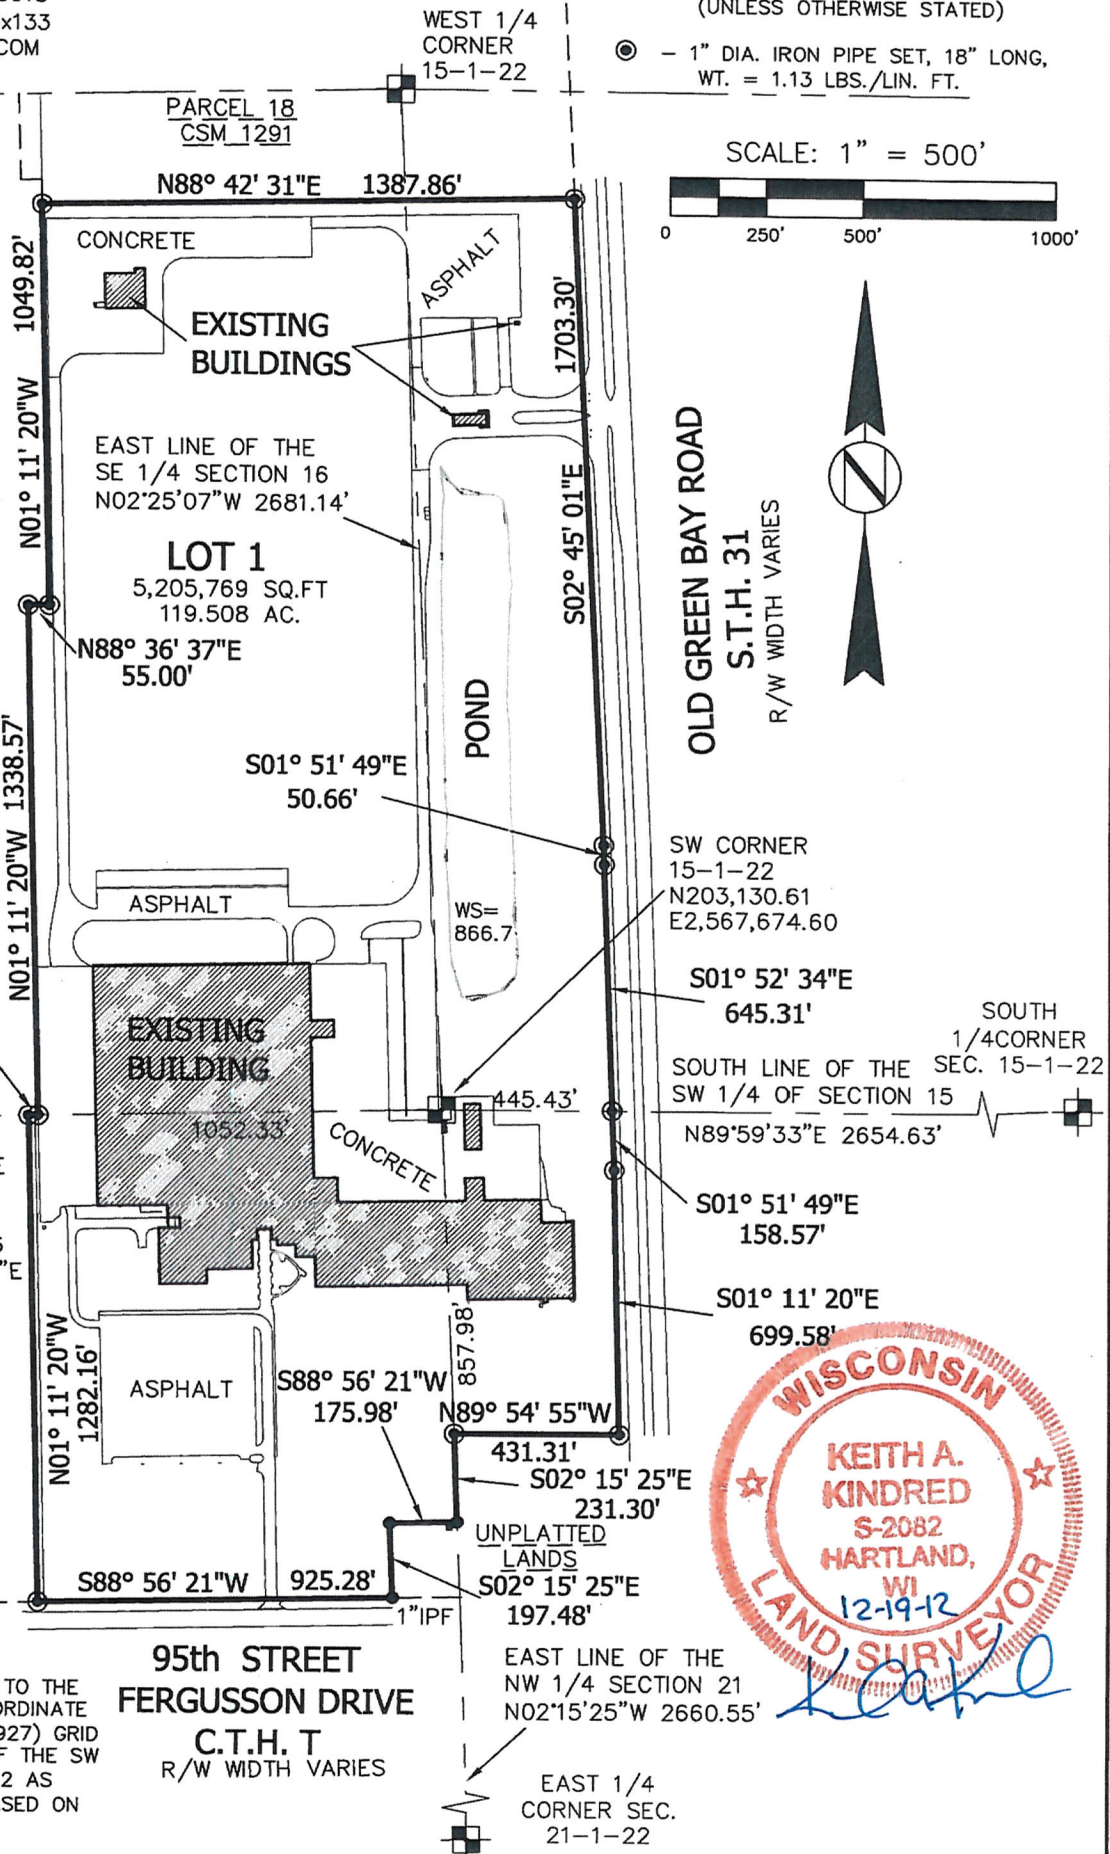 x133
COM
WEST 1/4
CORNER
15-1-22
(UNLESS OTHERWISE STATED)
- 1" DIA. IRON PIPE SET, 18" LONG,
WT. = 1.13 LBS./LIN. FT.
PARCEL 18
CSM 1291
SCALE: 1" = 500'
0 250' 500' 1000'
N88° 42' 31"E 1387.86'
CONCRETE
ASPHALT
EXISTING
BUILDINGS
N01° 11' 20"W 1049.82'
1703.30'
S02° 45' 01"E
EAST LINE OF THE
SE 1/4 SECTION 16
N02°25'07"W 2681.14'
LOT 1
5,205,769 SQ.FT
119.508 AC.
N88° 36' 37"E
55.00'
OLD GREEN BAY ROAD
S.T.H. 31
R/W WIDTH VARIES
N
POND
N01° 11' 20"W 1338.57'
S01° 51' 49"E
50.66'
SW CORNER
15-1-22
N203,130.61
E2,567,674.60
ASPHALT
WS=
866.7
S01° 52' 34"E
645.31'
SOUTH
1/4CORNER
SEC. 15-1-22
EXISTING
BUILDING
SOUTH LINE OF THE
SW 1/4 OF SECTION 15
N89°59'33"E 2654.63'
445.43'
1052.33'
CONCRETE
S01° 51' 49"E
158.57'
"E
S01° 11' 20"E
699.58'
N01° 11' 20"W
1282.16'
857.98'
ASPHALT
S88° 56' 21"W
175.98'
N89° 54' 55"W
431.31'
S02° 15' 25"E
231.30'
UNPLATTED
LANDS
S02° 15' 25"E
197.48'
S88° 56' 21"W 925.28'
1"IPF
WISCONSIN
KEITH A.
KINDRED
S-2082
HARTLAND,
WI
12-19-12
LAND SURVEYOR
95th STREET
FERGUSSON DRIVE
C.T.H. T
R/W WIDTH VARIES
EAST LINE OF THE
NW 1/4 SECTION 21
N02°15'25"W 2660.55'
EAST 1/4
CORNER SEC.
21-1-22
TO THE
ORDINATE
927) GRID
F THE SW
2 AS
SED ON